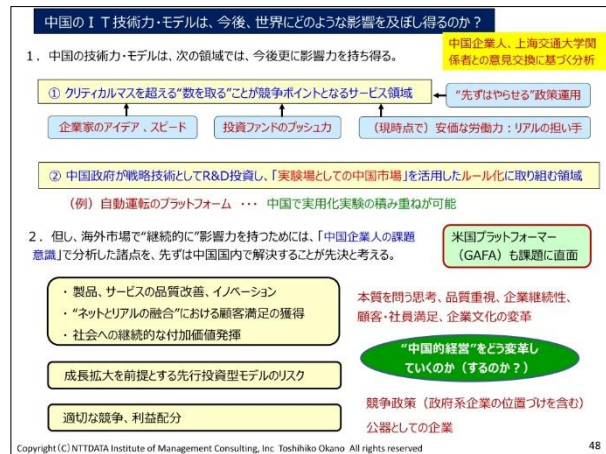 中国のＩＴ技術力・モデルは、今後、世界にどのような影響を及ぼし得るのか？
中国企業人、上海交通大学関
係者との意見交換に基づく分析
１．中国の技術力・モデルは、次の領域では、今後更に影響力を持ち得る。
① クリティカルマスを超える“数を取る”ことが競争ポイントとなるサービス領域
“先ずはやらせる”政策運用
企業家のアイデア、スピード
投資ファンドのプッシュ力
（現時点で）安価な労働力：リアルの担い手
② 中国政府が戦略技術としてR&D投資し、「実験場としての中国市場」を活用したルール化に取り組む領域
（例）自動運転のプラットフォーム ・・・ 中国で実用化実験の積み重ねが可能
２．但し、海外市場で“継続的に”影響力を持つためには、「中国企業人の課題
意識」で分析した諸点を、先ずは中国国内で解決することが先決と考える。
米国プラットフォーマー
（GAFA）も課題に直面
・製品、サービスの品質改善、イノベーション
・“ネットとリアルの融合”における顧客満足の獲得
・社会への継続的な付加価値発揮
本質を問う思考、品質重視、企業継続性、
顧客・社員満足、企業文化の変革
“中国的経営”をどう変革し
ていくのか（するのか？）
成長拡大を前提とする先行投資型モデルのリスク
適切な競争、利益配分
競争政策（政府系企業の位置づけを含む）
公器としての企業
Copyright（C）NTTDATA Institute of Management Consulting, Inc Toshihiko Okano All rights reserved
48